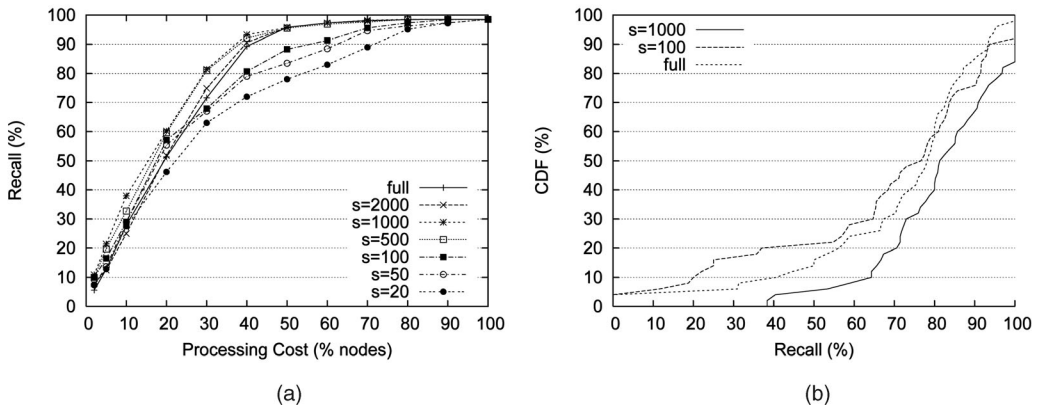 100
90
80
70
60
50
40
30
20
10
0
Recall (%)
full
s=2000
s=1000
s=500
s=100
s=50
s=20
0 10 20 30 40 50 60 70 80 90 100
Processing Cost (% nodes)
(a)
100
90
80
70
60
50
40
30
20
10
0
CDF (%)
s=1000
s=100
full
0 10 20 30 40 50 60 70 80 90 100
Recall (%)
(b)